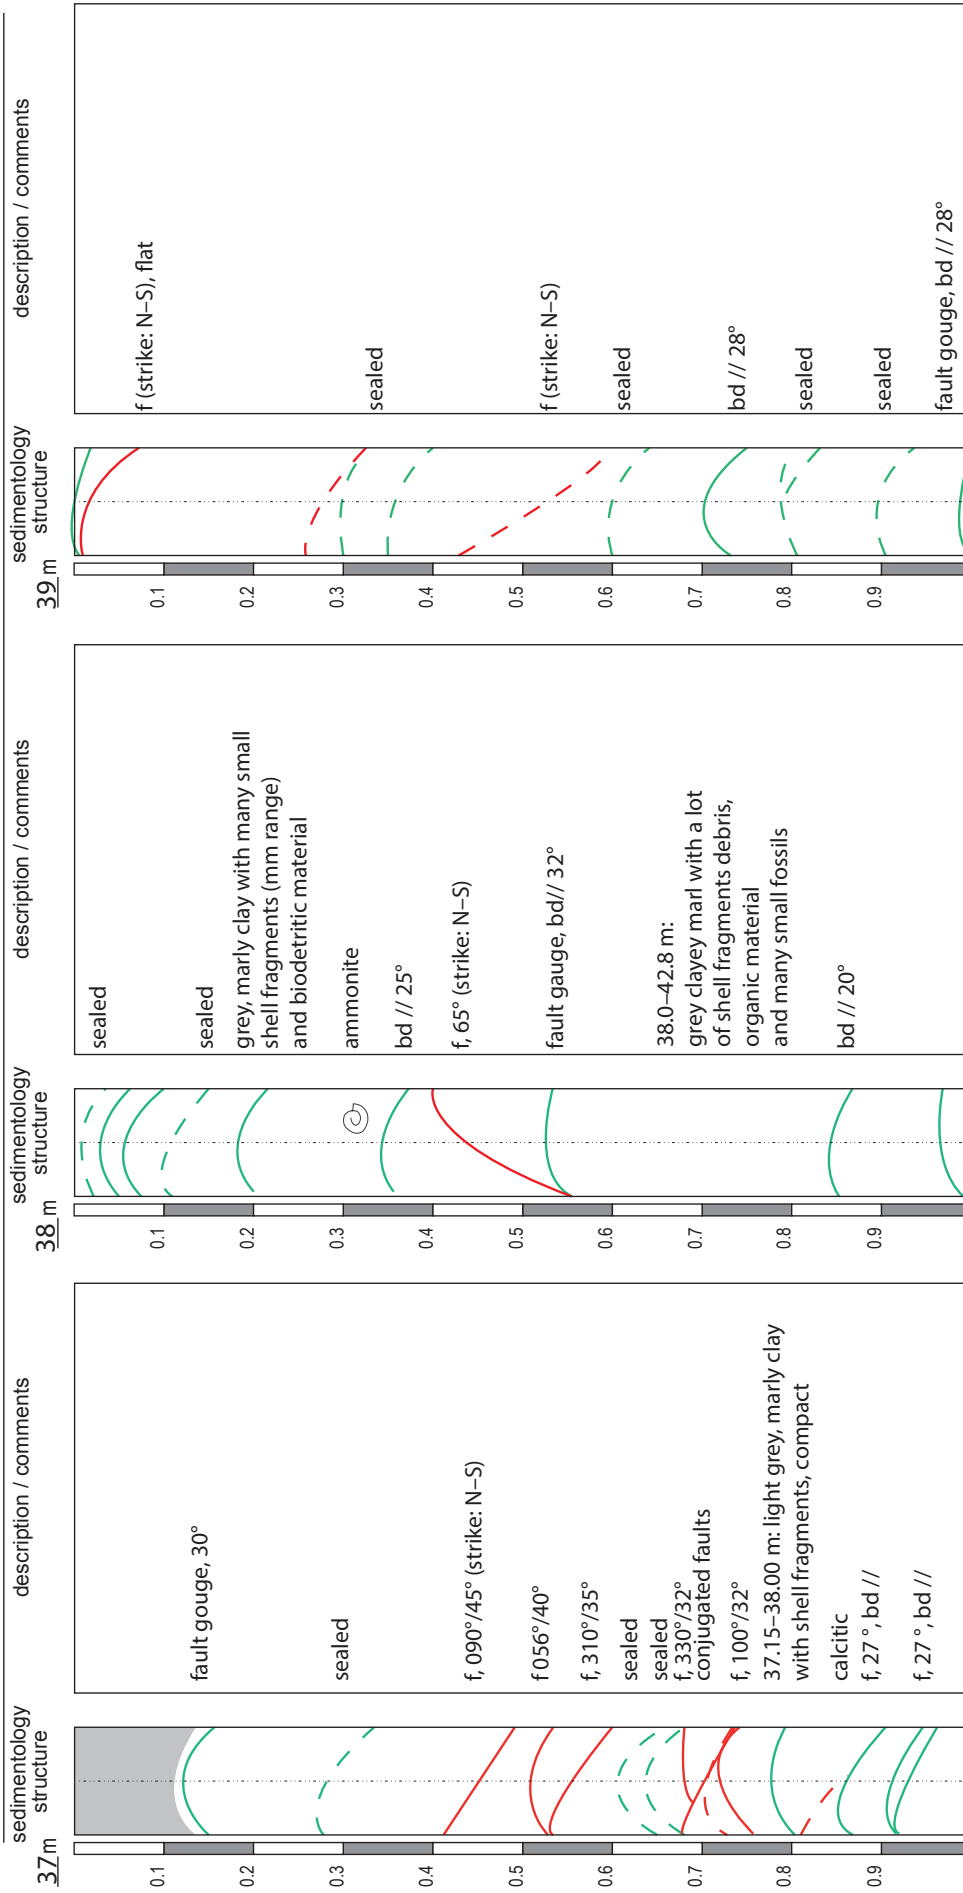 37 m
sedimentology
structure
description / comments
0.1
0.2
0.3
0.4
0.5
0.6
0.7
0.8
0.9
fault gouge, 30°
sealed
f, 090°/45° (strike: N–S)
f 056°/40°
f, 310°/35°
sealed
sealed
f, 330°/32°
conjugated faults
f, 100°/32°
37.15–38.00 m: light grey, marly clay
with shell fragments, compact
calcitic
f, 27 °, bd //
f, 27 °, bd //
38 m
sedimentology
structure
description / comments
0.1
0.2
0.3
0.4
0.5
0.6
0.7
0.8
0.9
sealed
sealed
grey, marly clay with many small
shell fragments (mm range)
and biodetritic material
ammonite
bd // 25°
f, 65° (strike: N–S)
fault gauge, bd// 32°
38.0–42.8 m:
grey clayey marl with a lot
of shell fragments debris,
organic material
and many small fossils
bd // 20°
39 m
sedimentology
structure
description / comments
0.1
0.2
0.3
0.4
0.5
0.6
0.7
0.8
0.9
f (strike: N–S), flat
sealed
f (strike: N–S)
sealed
bd // 28°
sealed
sealed
fault gouge, bd // 28°